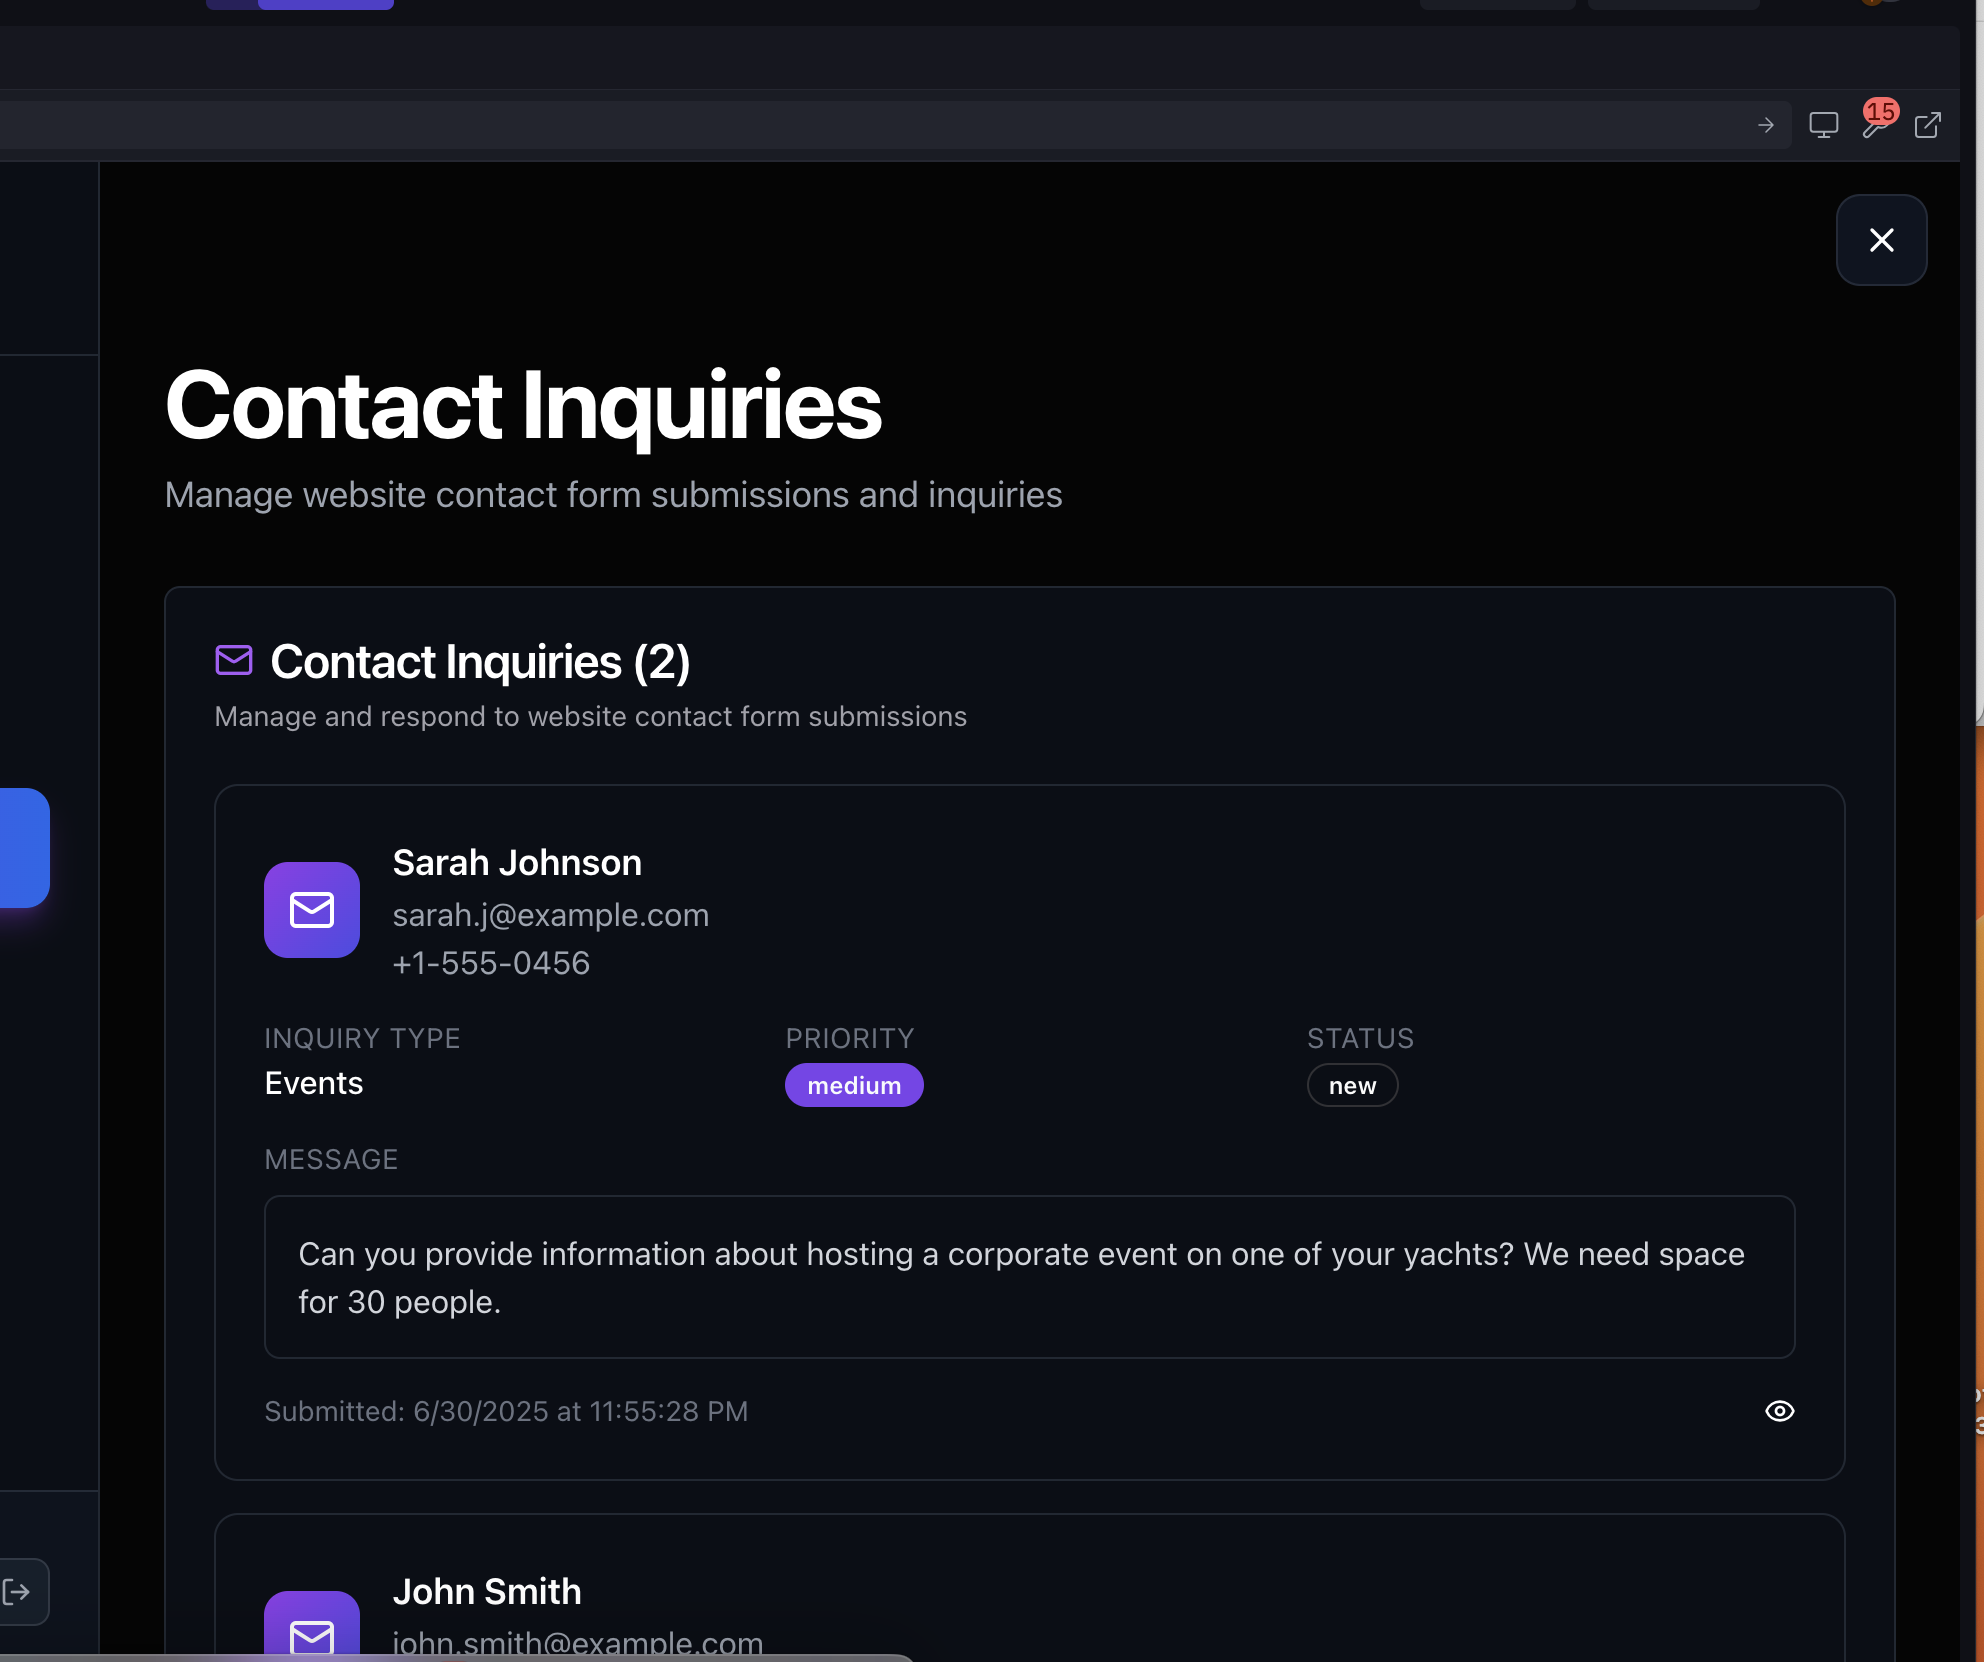 15
Contact Inquiries
Manage website contact form submissions and inquiries
Contact Inquiries (2)
Manage and respond to website contact form submissions
Sarah Johnson
sarah.j@example.com
+1-555-0456
INQUIRY TYPE
PRIORITY
STATUS
Events
medium
new
MESSAGE
Can you provide information about hosting a corporate event on one of your yachts? We need space
for 30 people.
Submitted: 6/30/2025 at 11:55:28 PM
John Smith
john.smith@example.com